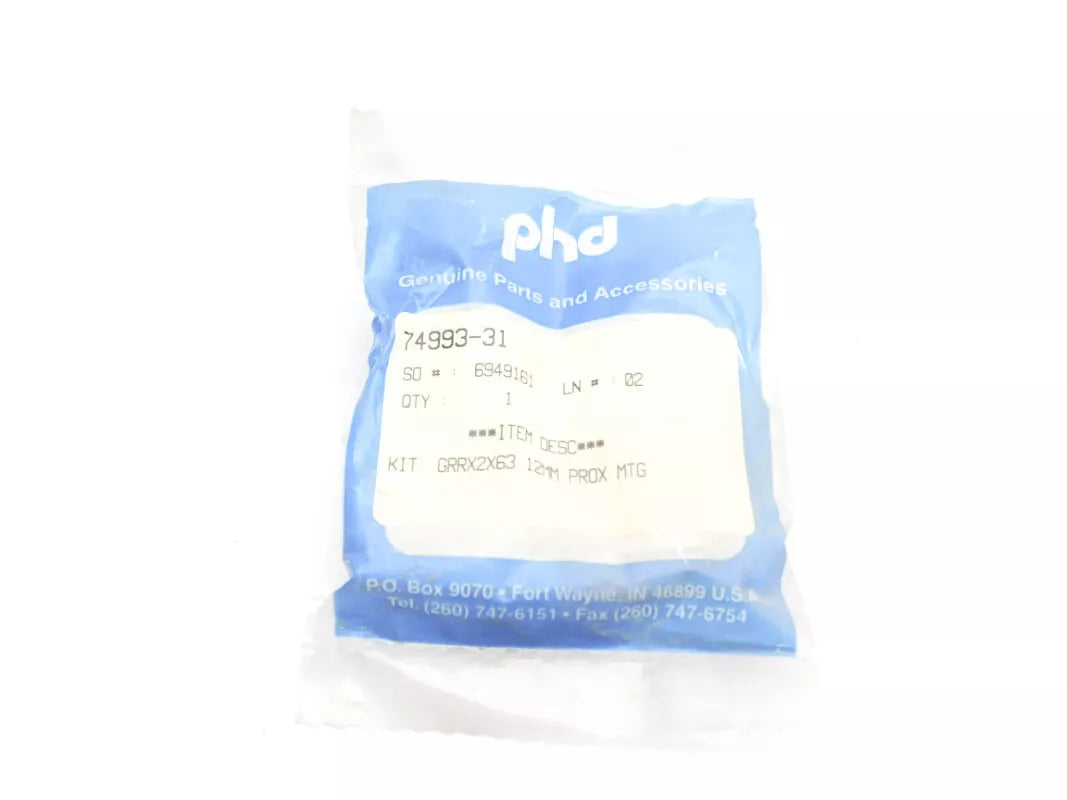 phd
Genuine Parts and Accessories
74993-31
SO # : 6949161 LN # : 02
QTY : 1
***ITEM DESC***
KIT GRRX2X63 12MM PROX MTG
P.O. Box 9070 • Fort Wayne, IN 46899 U.S.
Tel. (260) 747-6151 • Fax (260) 747-6754